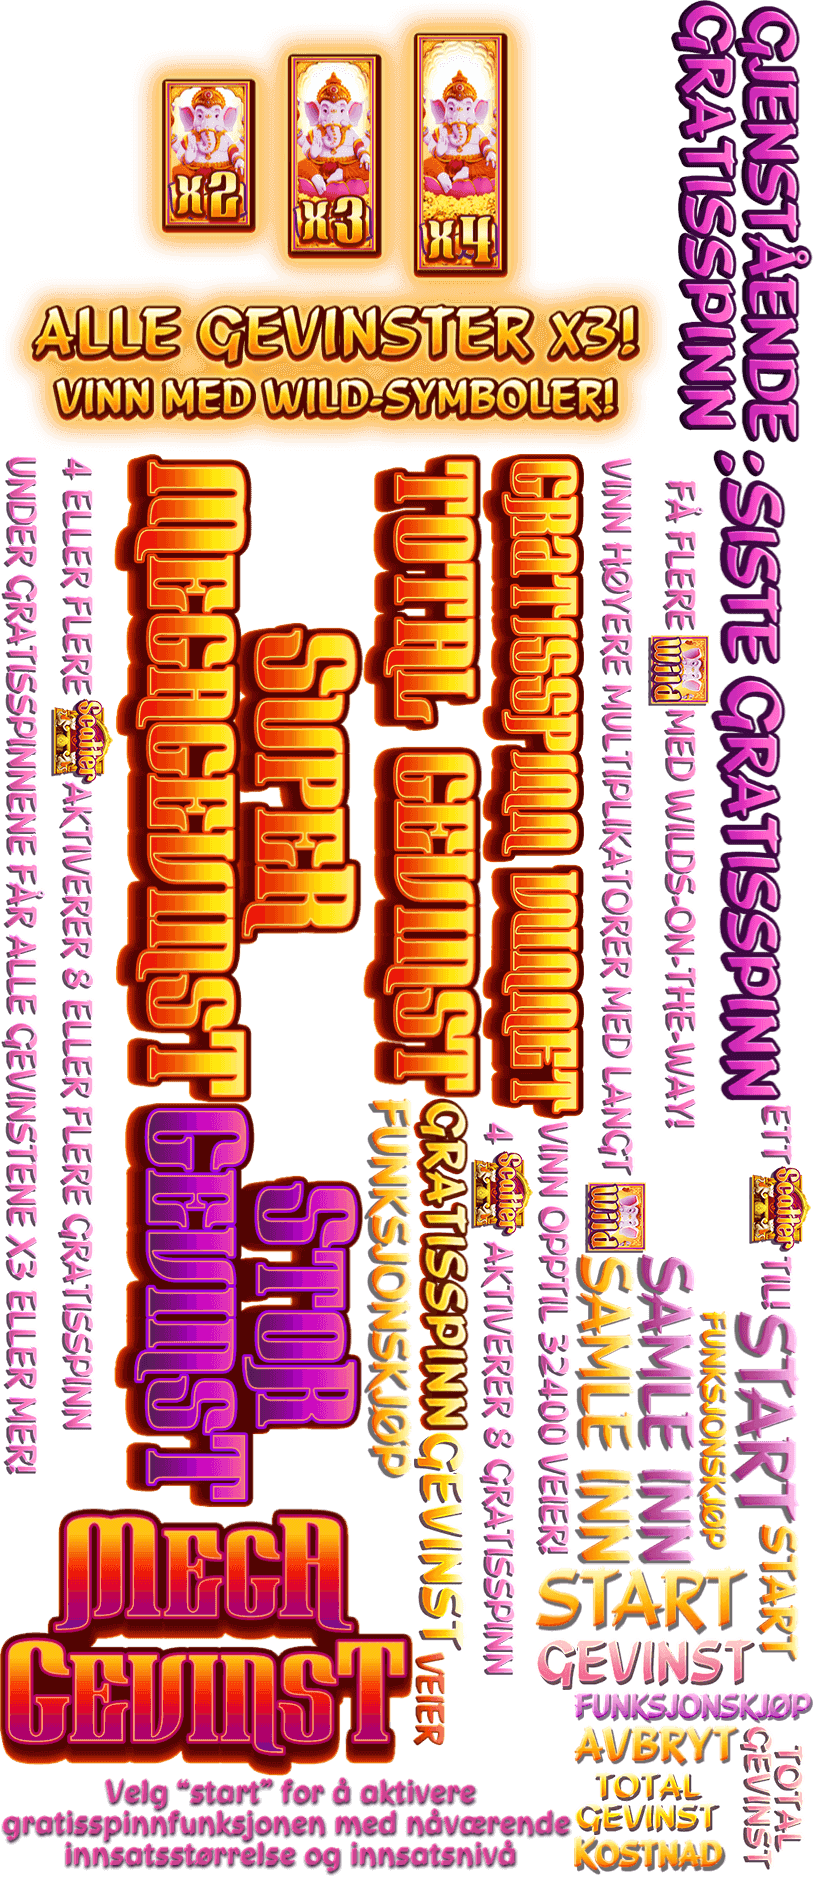 x2
x3
x4
ALLE GEVINSTER X3!
VINN MED WILD-SYMBOLER!
GJENSTÅENDE
GRATISSPINN
:SISTE GRATISSPINN
FÅ FLERE WILD MED WILDS-ON-THE-WAY!
VINN HØYERE MULTIPLIKATORER MED LANGT WILD
GRATISSPINN VUNNET
TOTAL GEVINST
SUPER
MEGAGEVINST
4 ELLER FLERE Scatter AKTIVERER 8 ELLER FLERE GRATISSPINN
UNDER GRATISSPINNENE FÅR ALLE GEVINSTENE X3 ELLER MER!
ETT Scatter TIL!
VINN OPPTIL 32400 VEIER!
4 Scatter AKTIVERER 8 GRATISSPINN
GRATISSPINN
FUNKSJONSKJØP
STOR
GEVINST
START
FUNKSJONSKJØP
SAMLE INN
SAMLE INN
GEVINST
START
START
VEIER
MEGA
GEVINST
GEVINST
FUNKSJONSKJØP
AVBRYT
TOTAL
GEVINST
TOTAL
GEVINST
KOSTNAD
Velg “start” for å aktivere
gratisspinnfunksjonen med nåværende
innsatsstørrelse og innsatsnivå